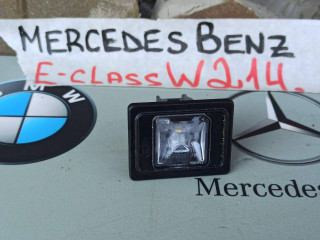 MERCEDES BENZ
E-CLASS W214.
BMW
Mercedes